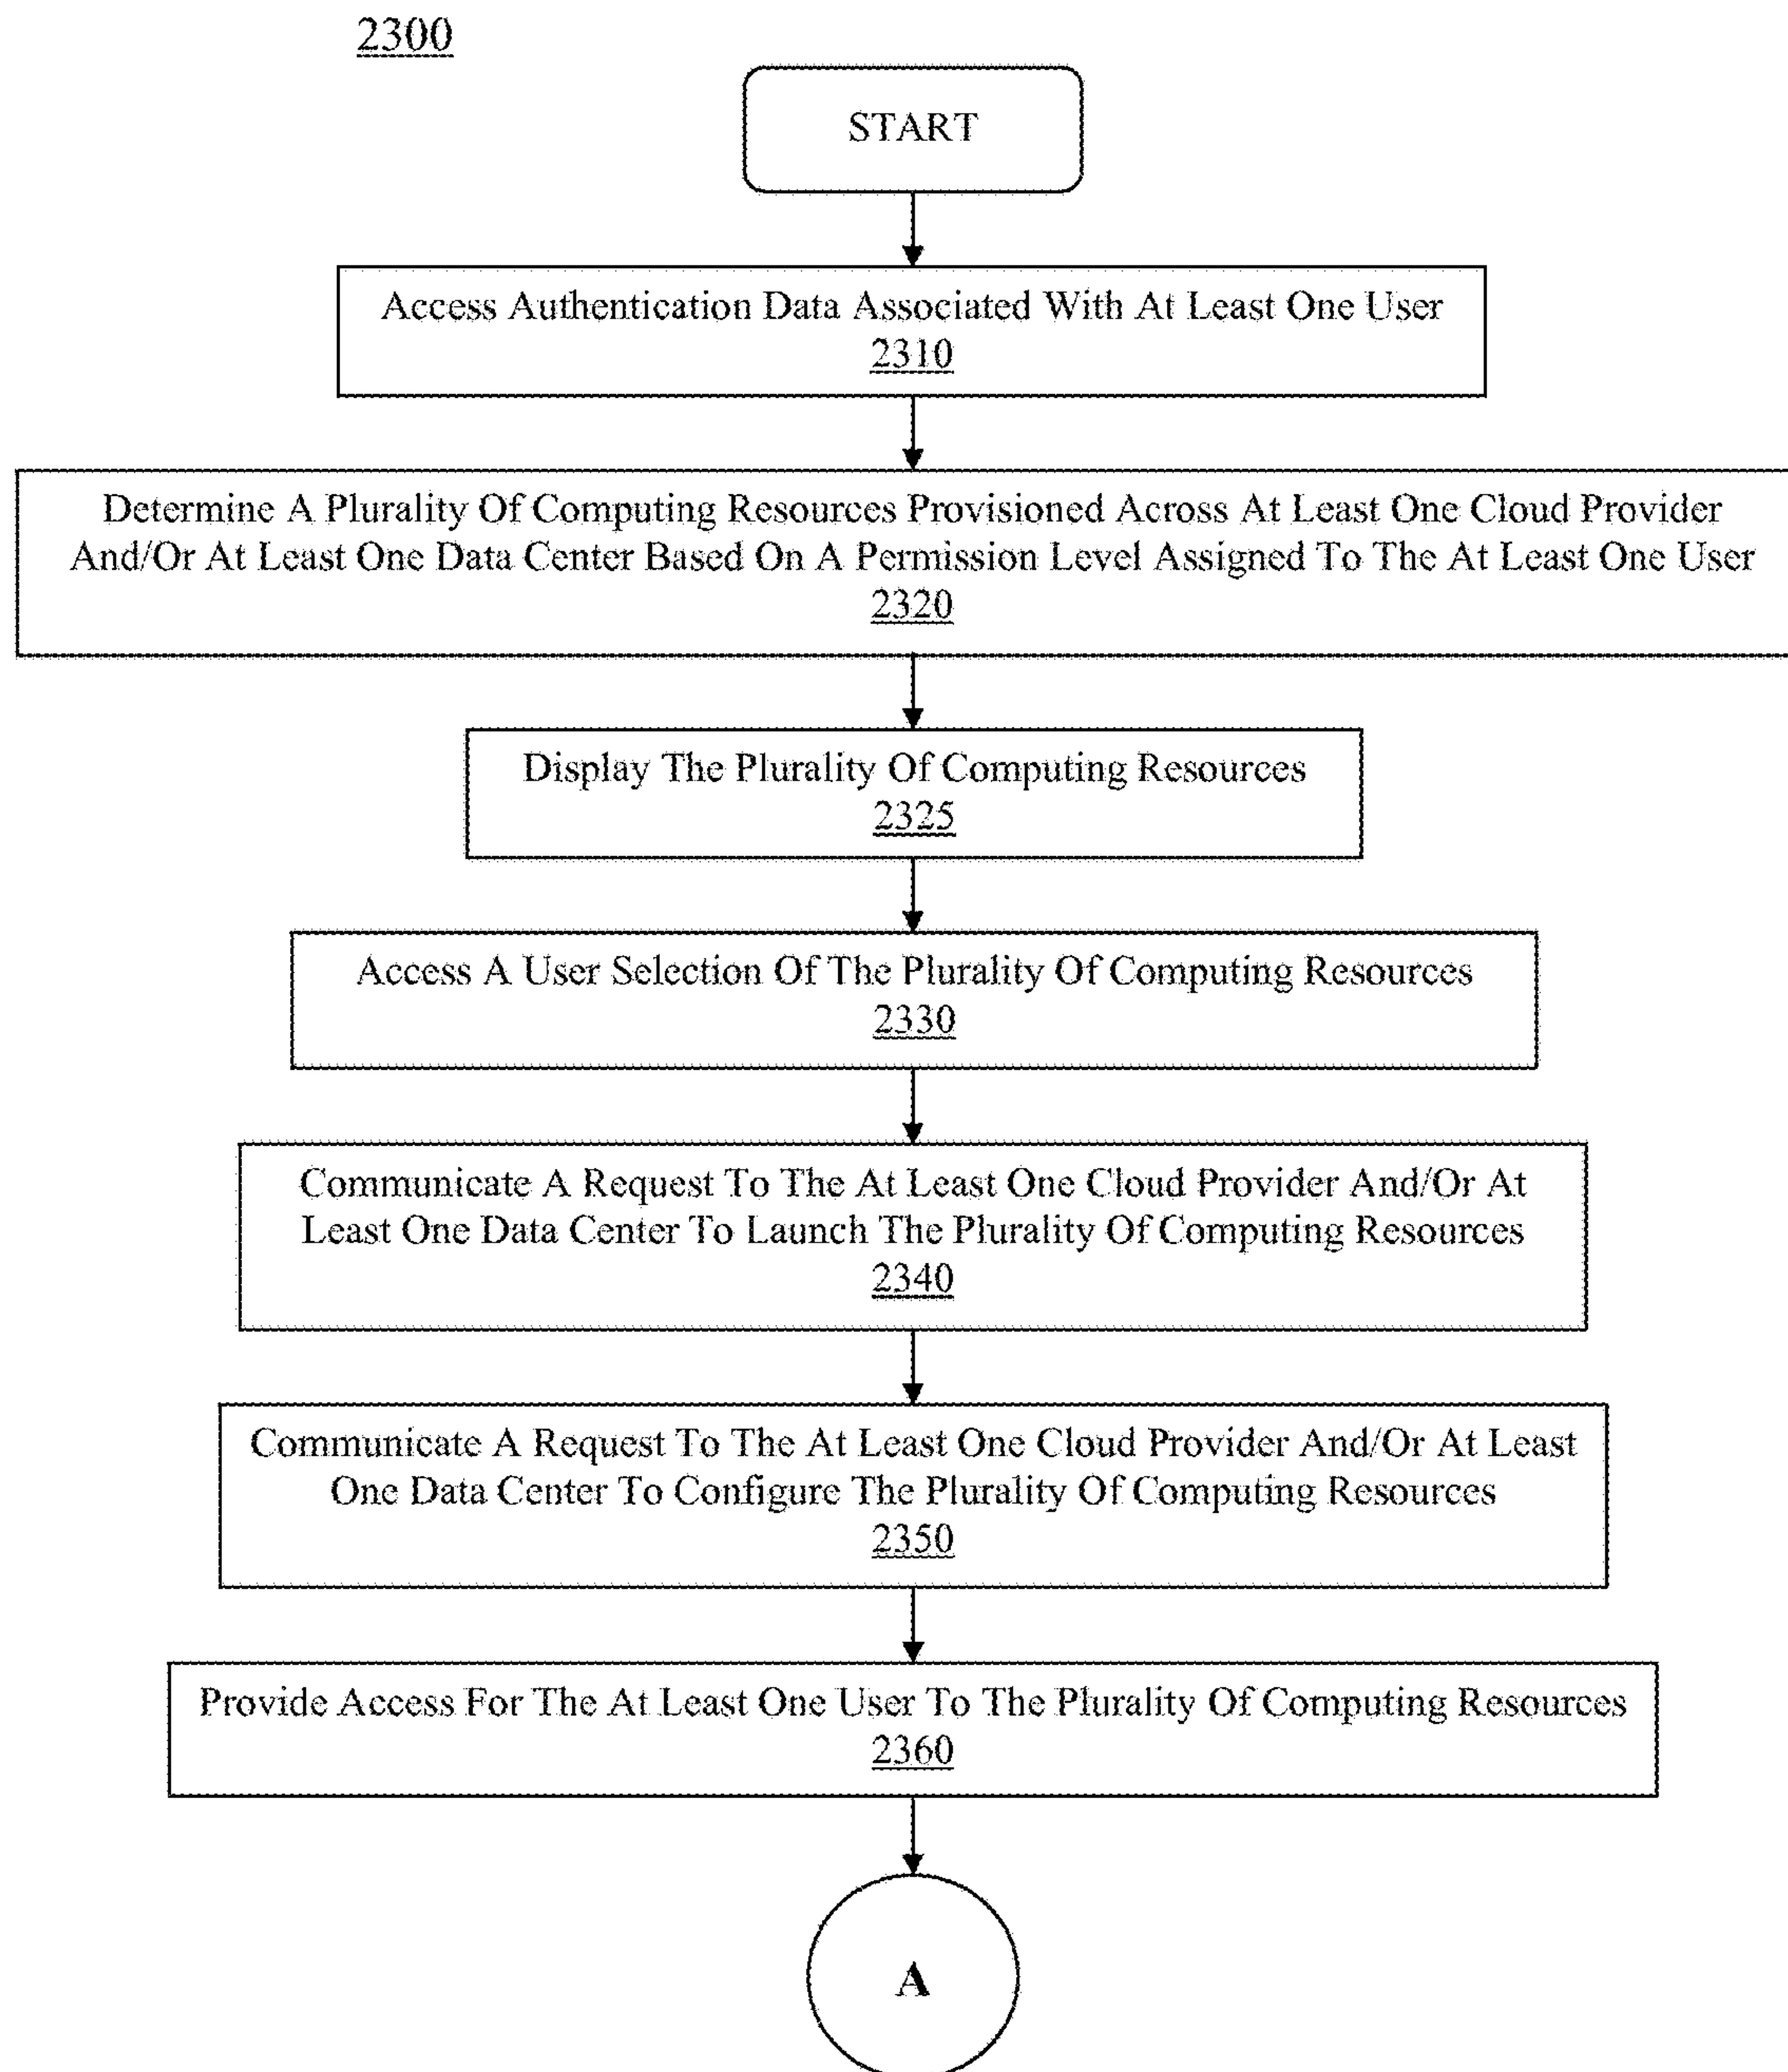 2300
START
Access Authentication Data Associated With At Least One User
2310
Determine A Plurality Of Computing Resources Provisioned Across At Least One Cloud Provider
And/Or At Least One Data Center Based On A Permission Level Assigned To The At Least One User
2320
Display The Plurality Of Computing Resources
2325
Access A User Selection Of The Plurality Of Computing Resources
2330
Communicate A Request To The At Least One Cloud Provider And/Or At
Least One Data Center To Launch The Plurality Of Computing Resources
2340
Communicate A Request To The At Least One Cloud Provider And/Or At Least
One Data Center To Configure The Plurality Of Computing Resources
2350
Provide Access For The At Least One User To The Plurality Of Computing Resources
2360
A